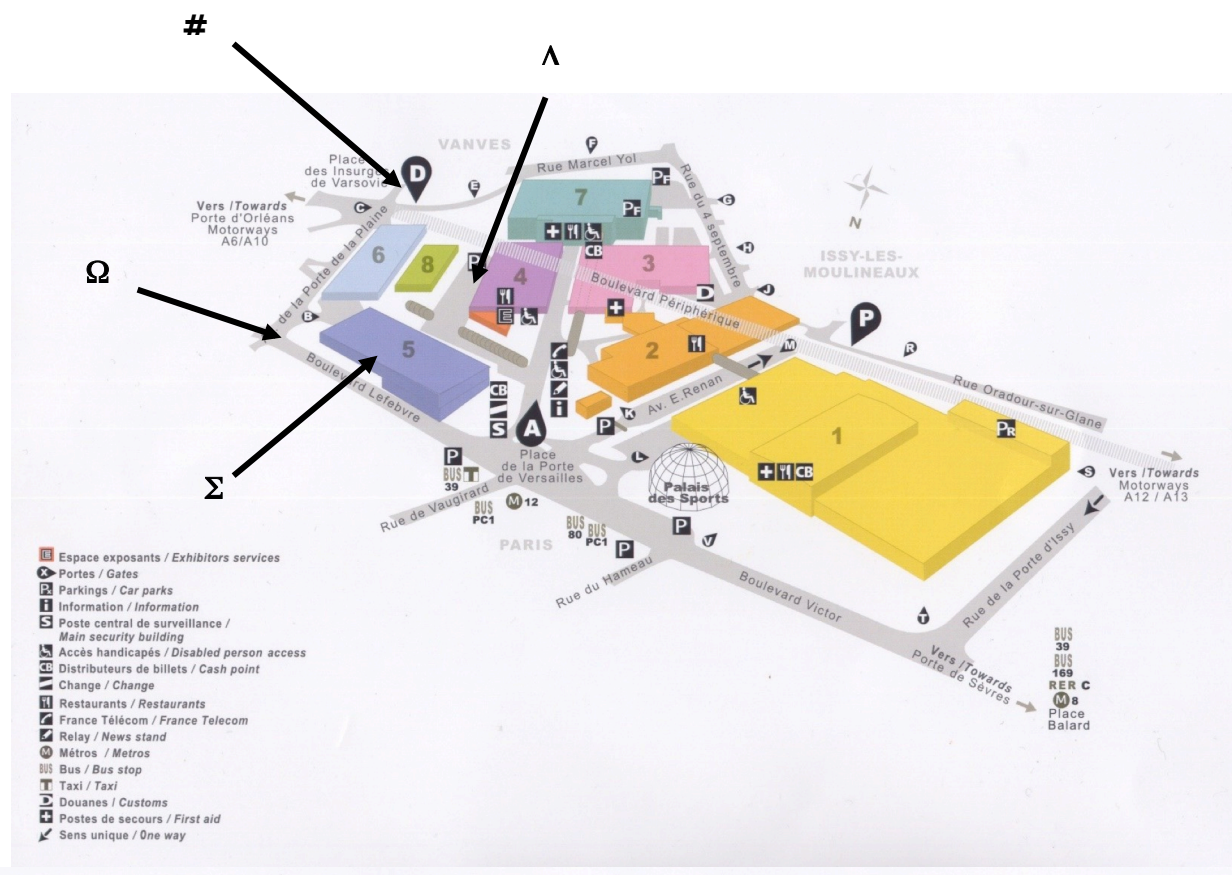 #
Λ
Ω
Σ
VANVES
F
Rue Marcel Yol
Place
des Insurgés
de Varsovie
D
E
C
Vers / Towards
Porte d'Orléans
Motorways
A6/A10
de la Porte de la Plaine
B
7
PF
PF
CB
Rue du 4 septembre
G
H
J
N
ISSY-LES-
MOULINEAUX
6
8
P
4
E
3
D
Boulevard Périphérique
5
Boulevard Lefebvre
2
M
P
R
Rue Oradour-sur-Glane
Av. E.Renan
K
P
CB
S
i
A
Place
de la Porte
de Versailles
L
Palais
des Sports
1
CB
PR
S
Vers / Towards
Motorways
A12 / A13
P
BUS
39
Rue de Vaugirard
BUS
PC1
M 12
BUS
80
BUS
PC1
PARIS
P
P
V
Rue du Hameau
Boulevard Victor
T
Rue de la Porte d'Issy
Vers / Towards
Porte de Sèvres
BUS
39
BUS
169
RER C
M 8
Place
Balard
E Espace exposants / Exhibitors services
X Portes / Gates
Parkings / Car parks
i Information / Information
S Poste central de surveillance /
Main security building
Accès handicapés / Disabled person access
CB Distributeurs de billets / Cash point
Change / Change
Restaurants / Restaurants
France Télécom / France Telecom
Relay / News stand
M Métros / Metros
BUS Bus / Bus stop
T Taxi / Taxi
D Douanes / Customs
Postes de secours / First aid
Sens unique / One way